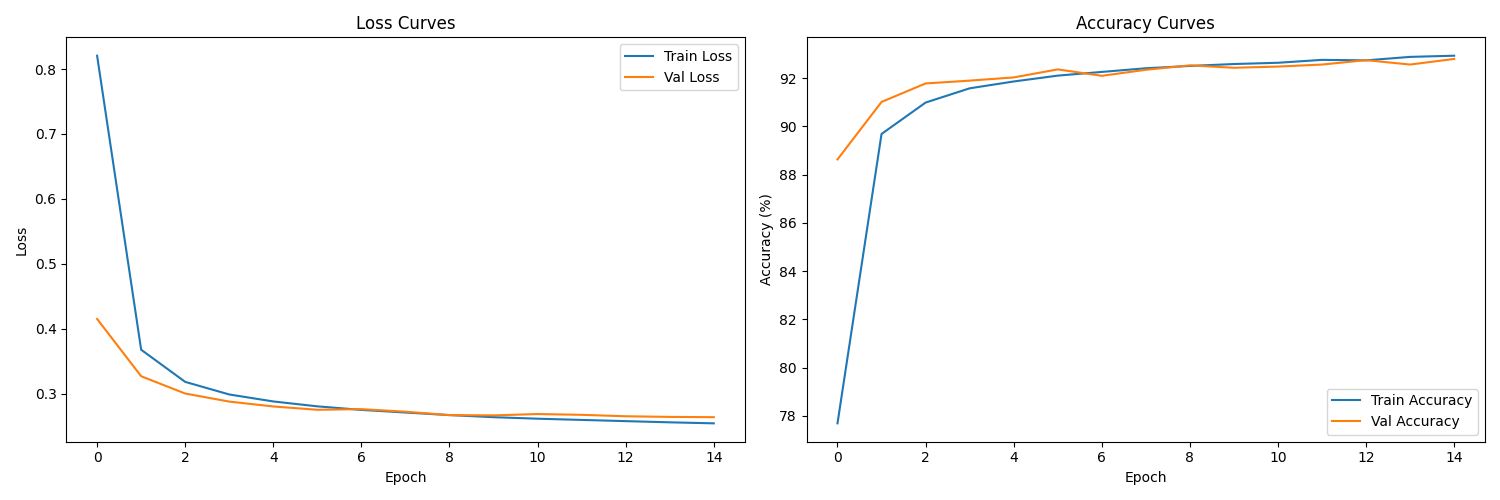 Loss Curves
0.8
0.7
0.6
0.5
0.4
0.3
Loss
0 2 4 6 8 10 12 14
Epoch
Train Loss
Val Loss
Accuracy Curves
92
90
88
86
84
82
80
78
Accuracy (%)
0 2 4 6 8 10 12 14
Epoch
Train Accuracy
Val Accuracy